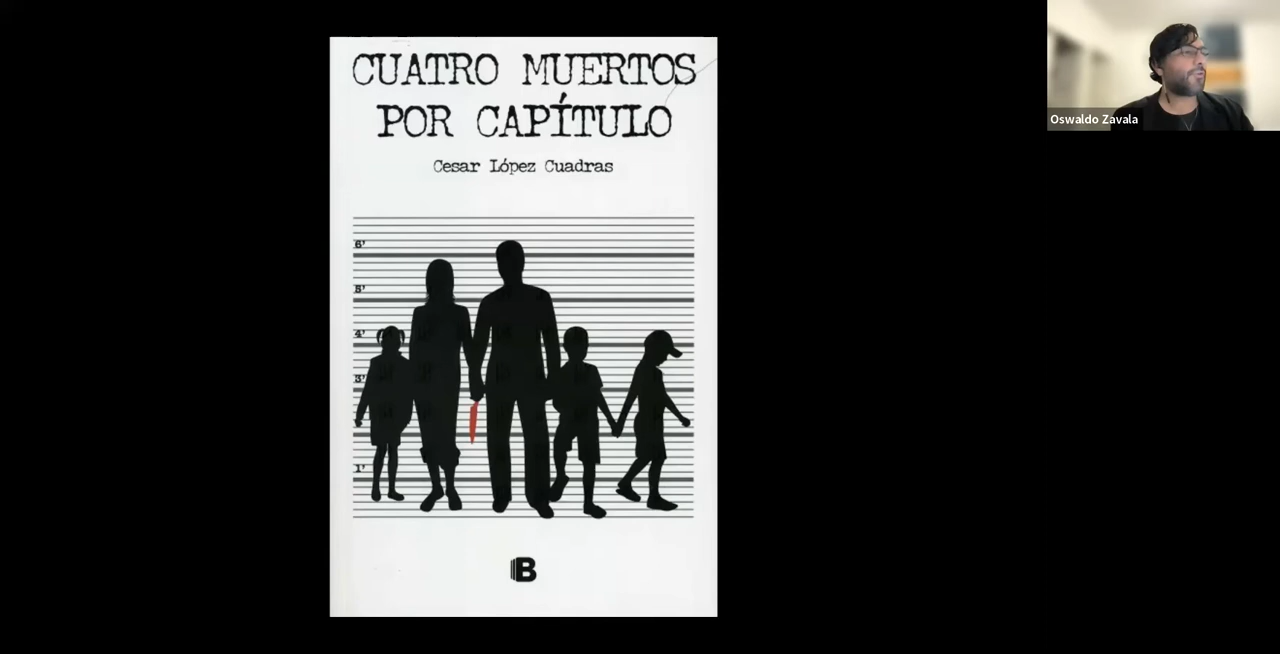 CUATRO MUERTOS
POR CAPÍTULO
Cesar López Cuadras
6'
5'
4'
3'
1'
B
Oswaldo Zavala